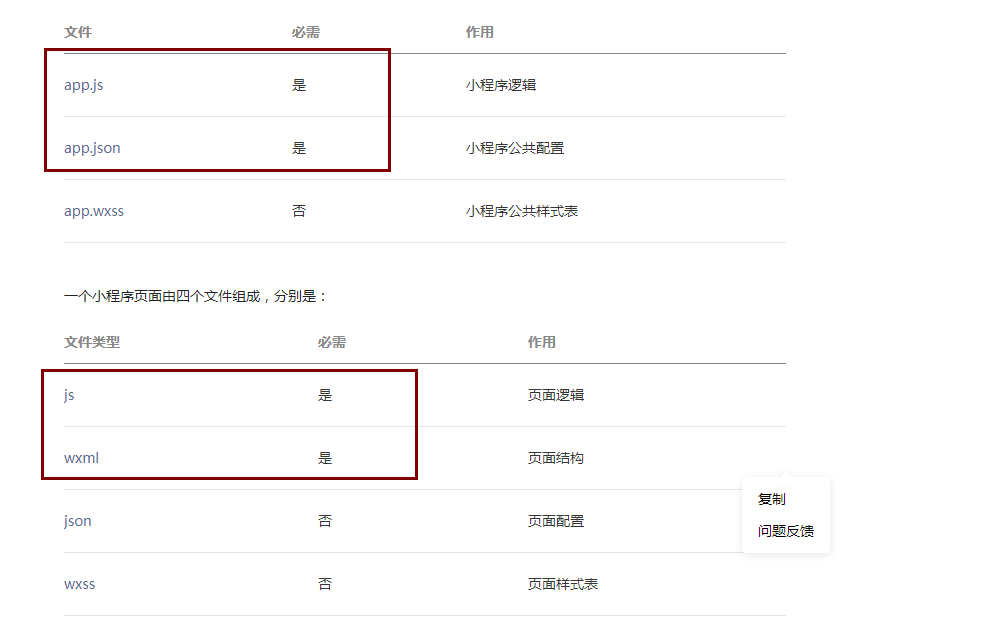 文件 必需 作用
app.js 是 小程序逻辑
app.json 是 小程序公共配置
app.wxss 否 小程序公共样式表
一个小程序页面由四个文件组成，分别是：
文件类型 必需 作用
js 是 页面逻辑
wxml 是 页面结构
json 否 页面配置
wxss 否 页面样式表
复制
问题反馈